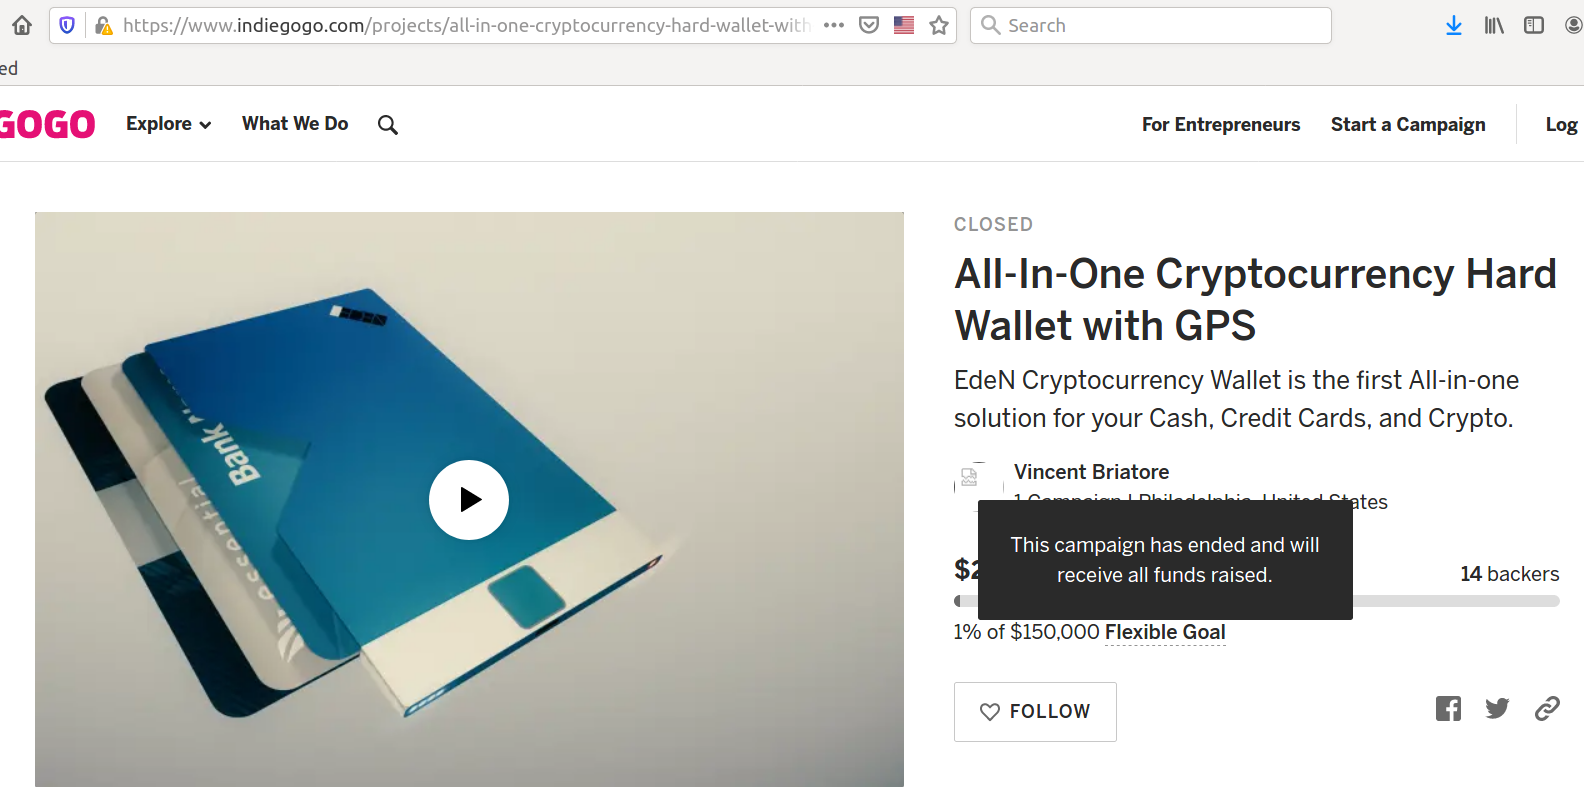 https://www.indiegogo.com/projects/all-in-one-cryptocurrency-hard-wallet-with
Search
ed
GOGO
Explore
What We Do
For Entrepreneurs
Start a Campaign
Log
CLOSED
All-In-One Cryptocurrency Hard
Wallet with GPS
EdeN Cryptocurrency Wallet is the first All-in-one
solution for your Cash, Credit Cards, and Crypto.
Vincent Briatore
1 Campaign | Philadelphia, United States
This campaign has ended and will
receive all funds raised.
$2
14 backers
1% of $150,000 Flexible Goal
FOLLOW
Bank
essential